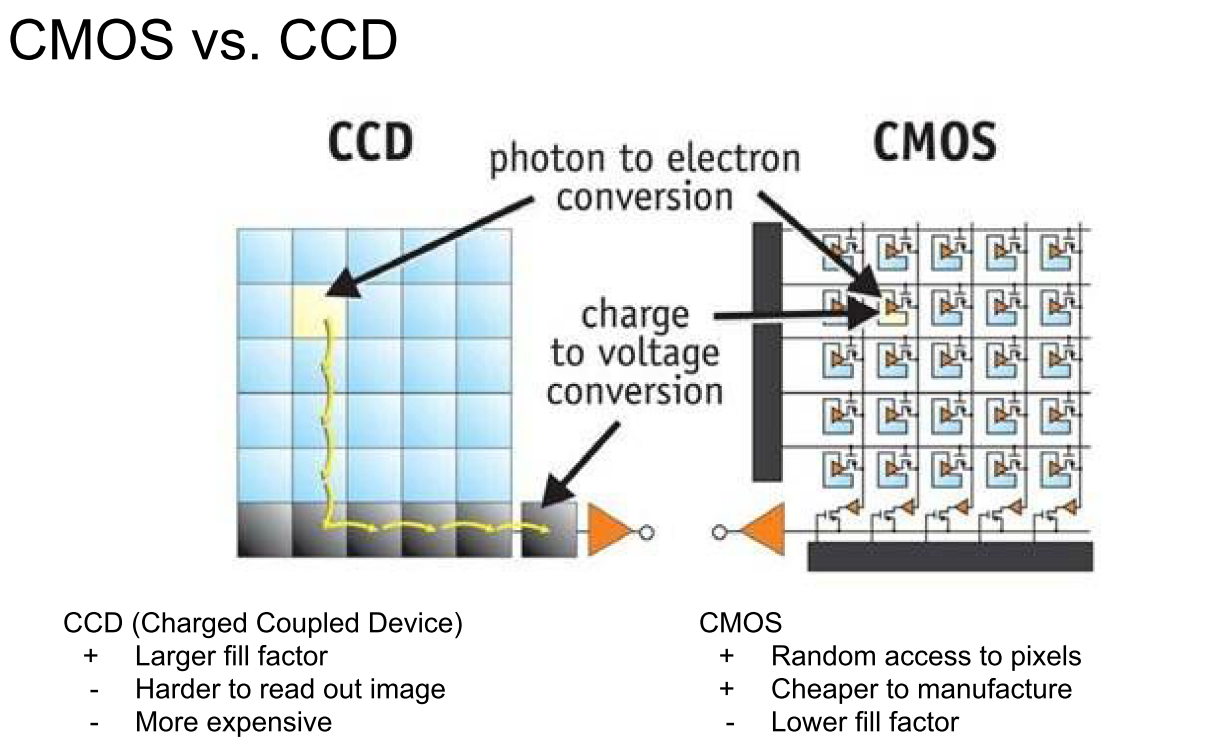 CMOS vs. CCD
CCD
photon to electron
conversion
CMOS
charge
to voltage
conversion
CCD (Charged Coupled Device)
+ Larger fill factor
- Harder to read out image
- More expensive
CMOS
+ Random access to pixels
+ Cheaper to manufacture
- Lower fill factor